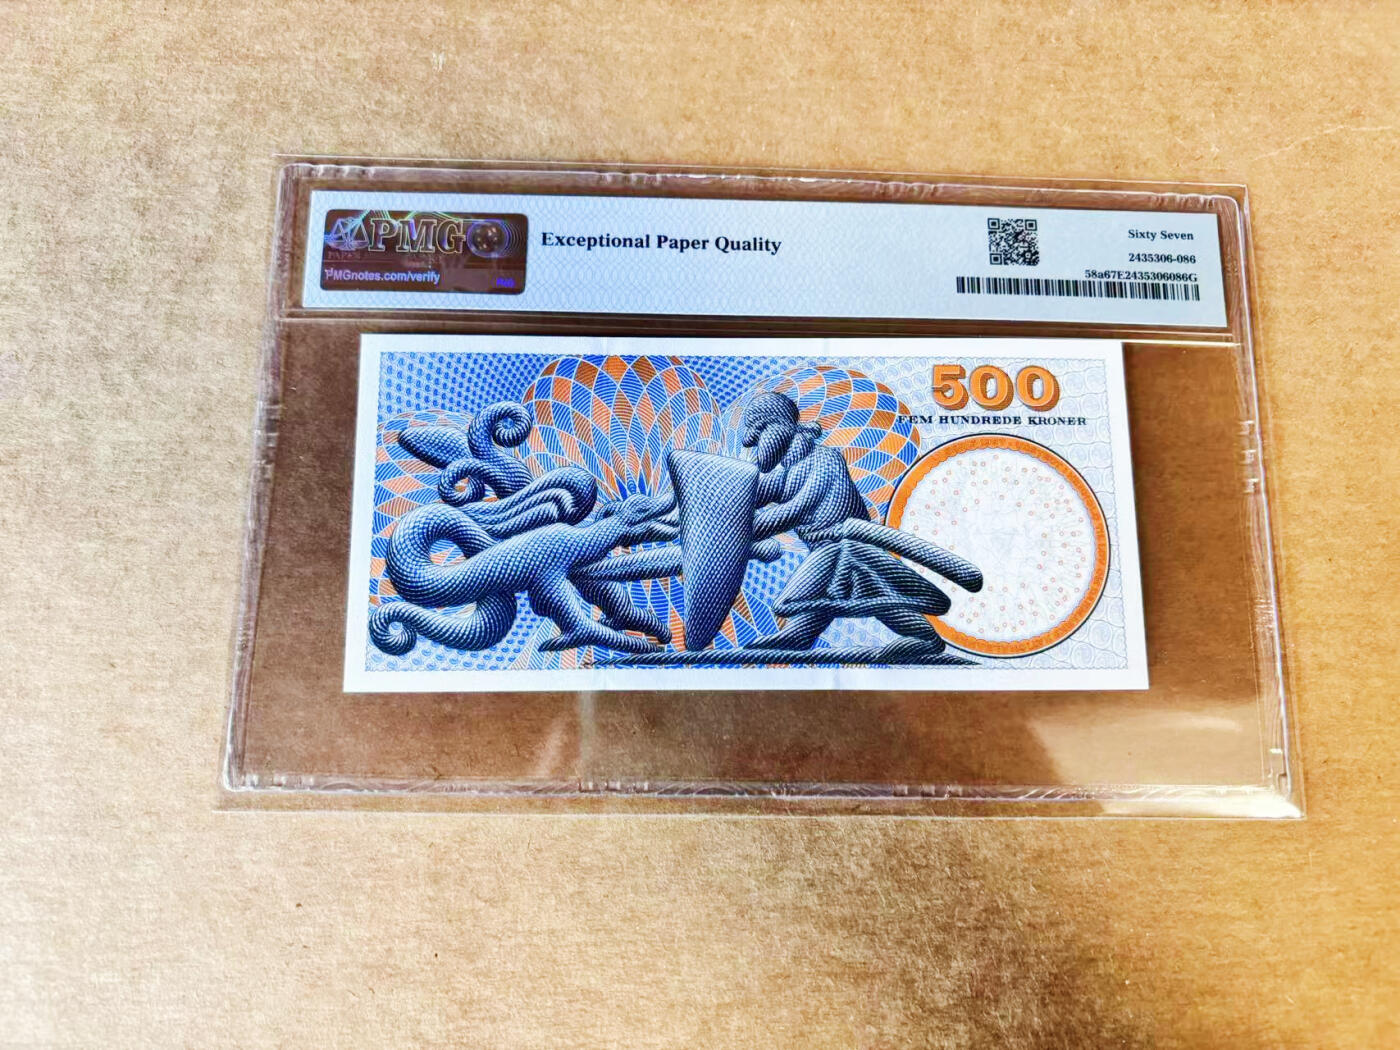 PMG
PMGnotes.com/verify
Exceptional Paper Quality
Sixty Seven
2435306-086
58a67E2435306086G
500
FEM HUNDREDE KRONER